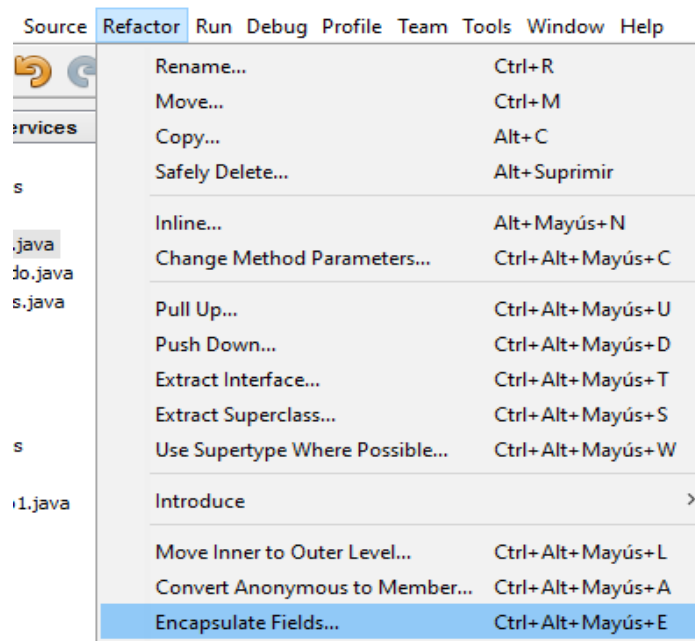 Source Refactor Run Debug Profile Team Tools Window Help
Rename... Ctrl+R
Move... Ctrl+M
ervices
Copy... Alt+C
Safely Delete... Alt+Suprimir
s
Inline... Alt+Mayús+N
.java
Change Method Parameters... Ctrl+Alt+Mayús+C
do.java
s.java
Pull Up... Ctrl+Alt+Mayús+U
Push Down... Ctrl+Alt+Mayús+D
Extract Interface... Ctrl+Alt+Mayús+T
Extract Superclass... Ctrl+Alt+Mayús+S
s
Use Supertype Where Possible... Ctrl+Alt+Mayús+W
Introduce >
o1.java
Move Inner to Outer Level... Ctrl+Alt+Mayús+L
Convert Anonymous to Member... Ctrl+Alt+Mayús+A
Encapsulate Fields... Ctrl+Alt+Mayús+E